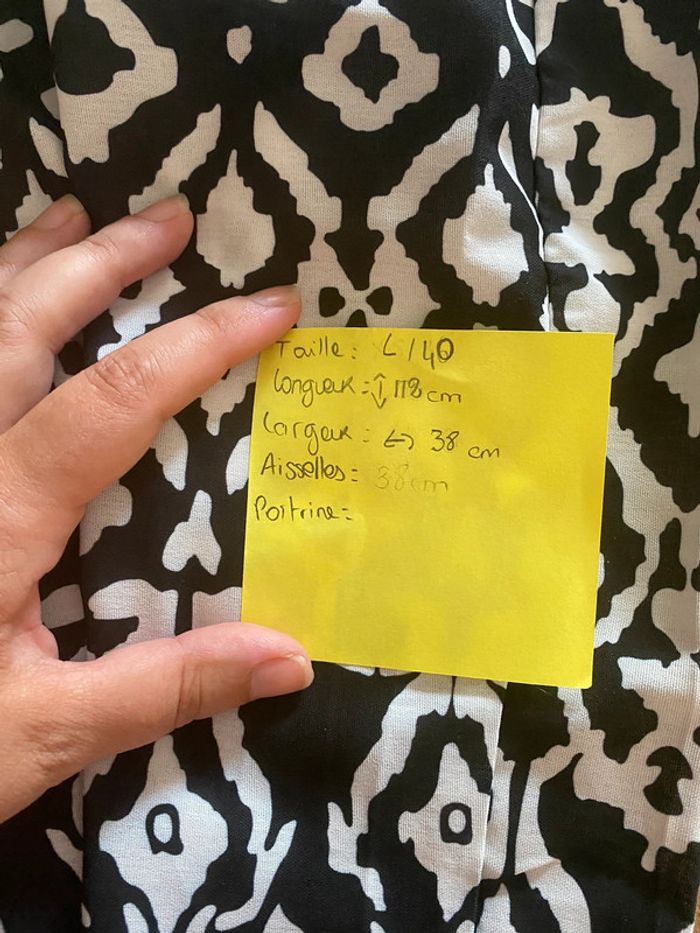 Taille : L / 40
Longueur : ↕ 118 cm
Largeur : ↔ 38 cm
Aisselles : 38 cm
Poitrine :